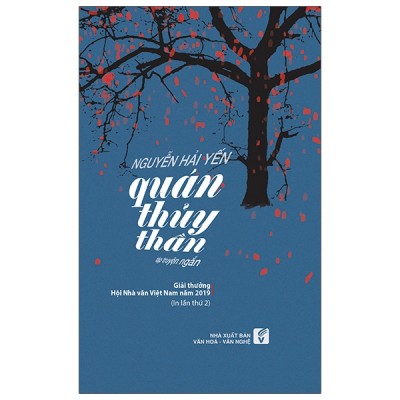 NGUYỄN HẢI YẾN
quán
thủy
thần
tập truyện ngắn
Giải thưởng
Hội Nhà văn Việt Nam năm 2019
(In lần thứ 2)
NHÀ XUẤT BẢN
VĂN HOÁ - VĂN NGHỆ